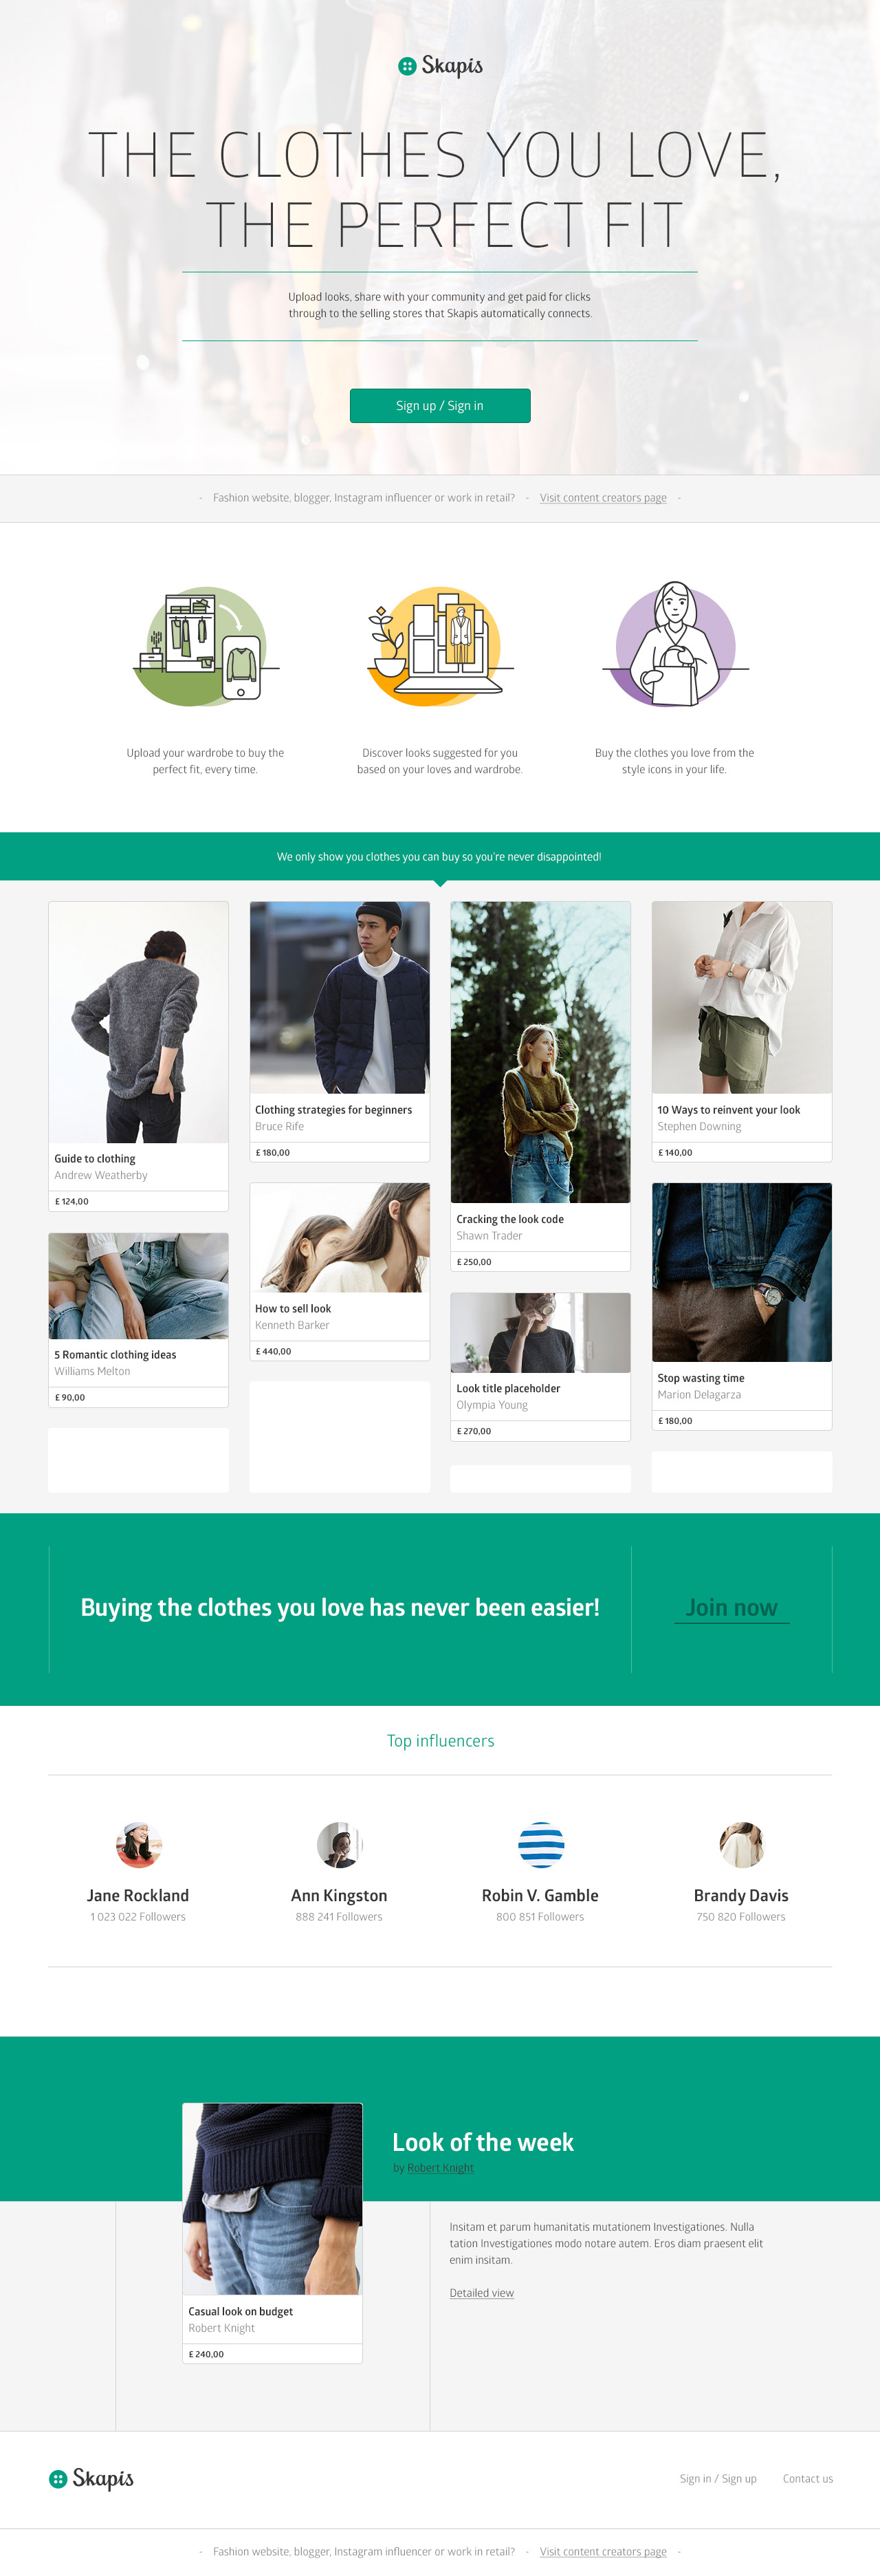 Skapis
THE CLOTHES YOU LOVE,
THE PERFECT FIT
Upload looks, share with your community and get paid for clicks
through to the selling stores that Skapis automatically connects.
Sign up / Sign in
- Fashion website, blogger, Instagram influencer or work in retail? - Visit content creators page -
Upload your wardrobe to buy the
perfect fit, every time.
Discover looks suggested for you
based on your loves and wardrobe.
Buy the clothes you love from the
style icons in your life.
We only show you clothes you can buy so you're never disappointed!
Guide to clothing
Andrew Weatherby
£ 124,00
5 Romantic clothing ideas
Williams Melton
£ 90,00
Clothing strategies for beginners
Bruce Rife
£ 180,00
How to sell look
Kenneth Barker
£ 440,00
Cracking the look code
Shawn Trader
£ 250,00
Look title placeholder
Olympia Young
£ 270,00
10 Ways to reinvent your look
Stephen Downing
£ 140,00
Stop wasting time
Marion Delagarza
£ 180,00
Buying the clothes you love has never been easier!
Join now
Top influencers
Jane Rockland
1 023 022 Followers
Ann Kingston
888 241 Followers
Robin V. Gamble
800 851 Followers
Brandy Davis
750 820 Followers
Look of the week
by Robert Knight
Casual look on budget
Robert Knight
£ 240,00
Insitam et parum humanitatis mutationem Investigationes. Nulla
tation Investigationes modo notare autem. Eros diam praesent elit
enim insitam.
Detailed view
Skapis
Sign in / Sign up
Contact us
- Fashion website, blogger, Instagram influencer or work in retail? - Visit content creators page -